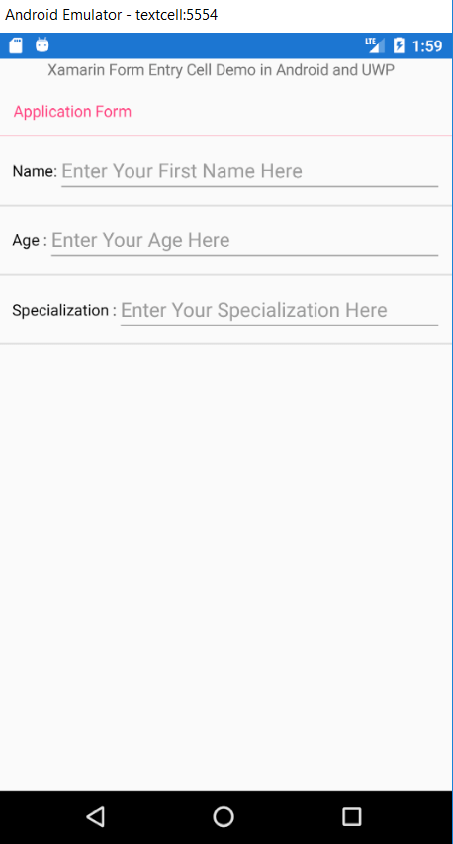 Android Emulator - textcell:5554
LTE 1:59
Xamarin Form Entry Cell Demo in Android and UWP
Application Form
Name: Enter Your First Name Here
Age : Enter Your Age Here
Specialization : Enter Your Specialization Here